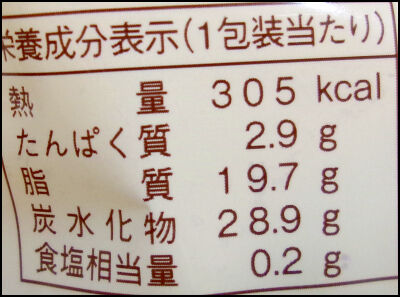 栄養成分表示(1包装当たり)
熱量 305 kcal
たんぱく質 2.9 g
脂質 19.7 g
炭水化物 28.9 g
食塩相当量 0.2 g